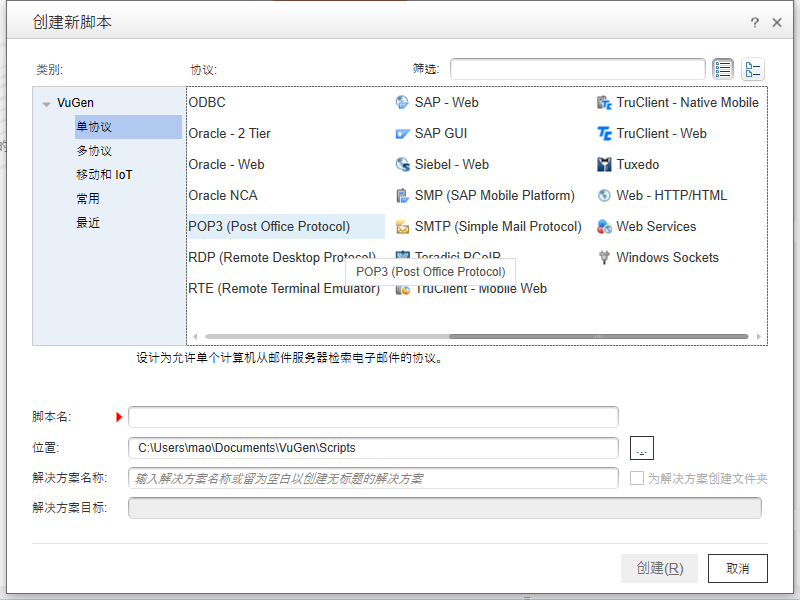 创建新脚本
? ×
类别:
协议:
筛选:
VuGen
单协议
多协议
移动和 IoT
常用
最近
ODBC
Oracle - 2 Tier
Oracle - Web
Oracle NCA
POP3 (Post Office Protocol)
RDP (Remote Desktop Protocol)
RTE (Remote Terminal Emulator)
SAP - Web
SAP GUI
Siebel - Web
SMP (SAP Mobile Platform)
SMTP (Simple Mail Protocol)
Teradici PCoIP
TruClient - Mobile Web
TruClient - Native Mobile
TruClient - Web
Tuxedo
Web - HTTP/HTML
Web Services
Windows Sockets
POP3 (Post Office Protocol)
设计为允许单个计算机从邮件服务器检索电子邮件的协议。
脚本名:
位置:
C:\Users\mao\Documents\VuGen\Scripts
...
解决方案名称:
输入解决方案名称或留为空白以创建无标题的解决方案
为解决方案创建文件夹
解决方案目标:
创建(R)
取消
的